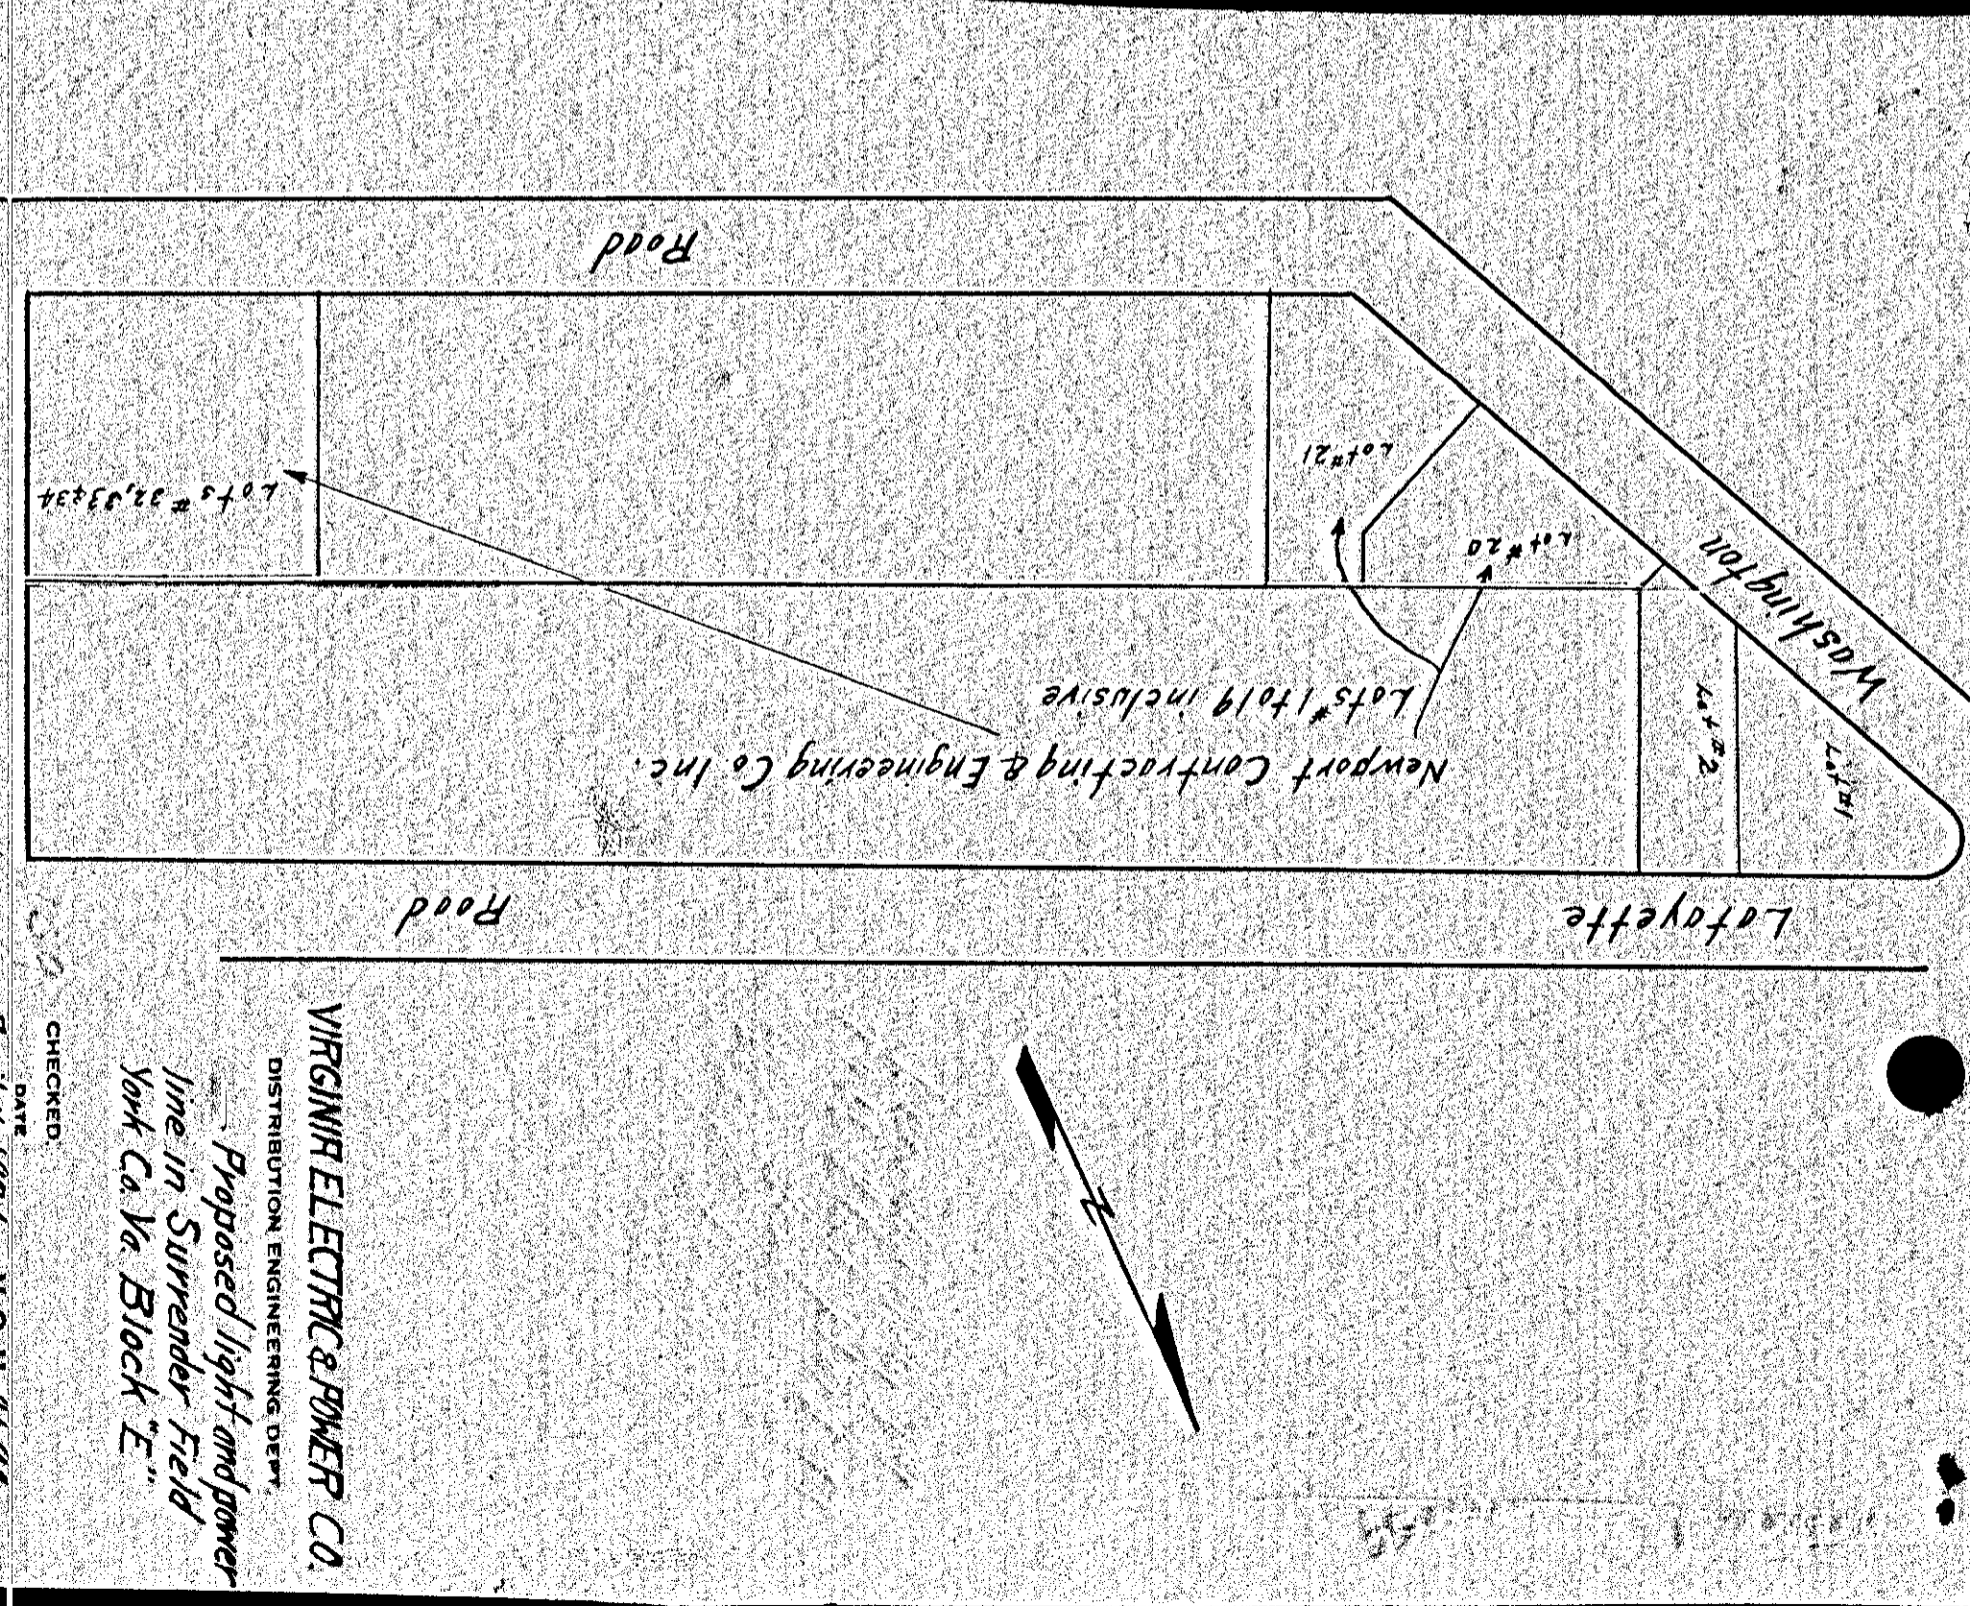 Washington
Road
Lot #1
Lot #2
Lot #20
Lot #21
Lots # 32, 33 & 34
Lots #1 to 19 inclusive
Newport Contracting & Engineering Co. Inc.
Lafayette
Road
N
VIRGINIA ELECTRIC & POWER CO.
DISTRIBUTION ENGINEERING DEPT.
Proposed light and power
line in Surrender Field
York Co. Va. Block "E".
CHECKED
DATE